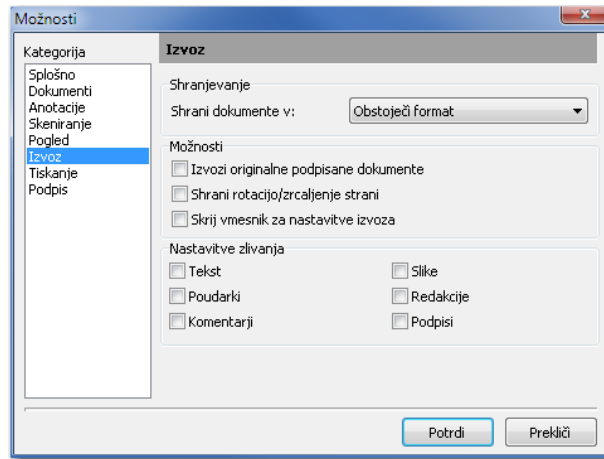 Možnosti
Kategorija
Splošno
Dokumenti
Anotacije
Skeniranje
Pogled
Izvoz
Tiskanje
Podpis
Izvoz
Shranjevanje
Shrani dokumente v: Obstoječi format
Možnosti
Izvozi originalne podpisane dokumente
Shrani rotacijo/zrcaljenje strani
Skrij vmesnik za nastavitve izvoza
Nastavitve zlivanja
Tekst Slike
Poudarki Redakcije
Komentarji Podpisi
Potrdi Prekliči